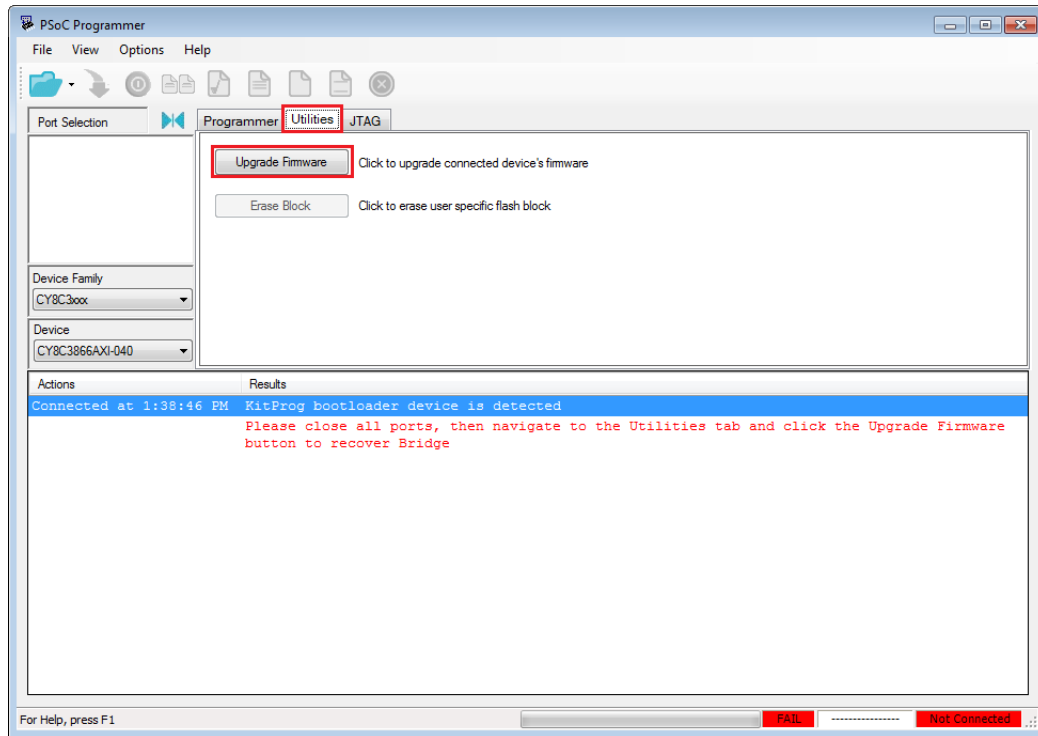 PSoC Programmer
File View Options Help
Port Selection
Programmer Utilities JTAG
Upgrade Firmware Click to upgrade connected device's firmware
Erase Block Click to erase user specific flash block
Device Family
CY8C3xxx
Device
CY8C3866AXI-040
Actions Results
Connected at 1:38:46 PM KitProg bootloader device is detected
Please close all ports, then navigate to the Utilities tab and click the Upgrade Firmware
button to recover Bridge
For Help, press F1 FAIL --------------- Not Connected